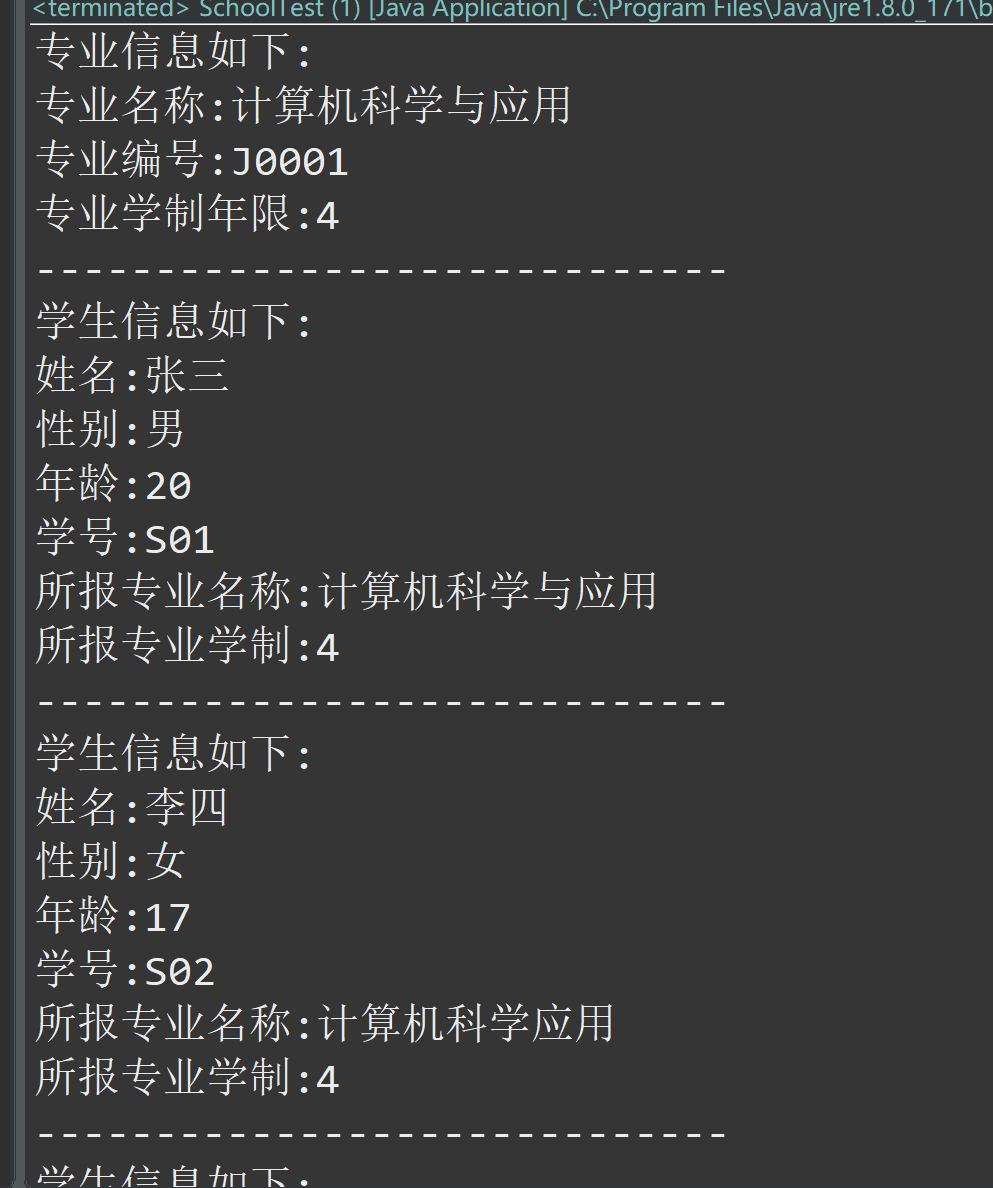 <terminated> SchoolTest (1) [Java Application] C:\Program Files\Java\jre1.8.0_171\b
专业信息如下:
专业名称:计算机科学与应用
专业编号:J0001
专业学制年限:4
-----------------------------
学生信息如下:
姓名:张三
性别:男
年龄:20
学号:S01
所报专业名称:计算机科学与应用
所报专业学制:4
-----------------------------
学生信息如下:
姓名:李四
性别:女
年龄:17
学号:S02
所报专业名称:计算机科学应用
所报专业学制:4
-----------------------------
学生信息如下: